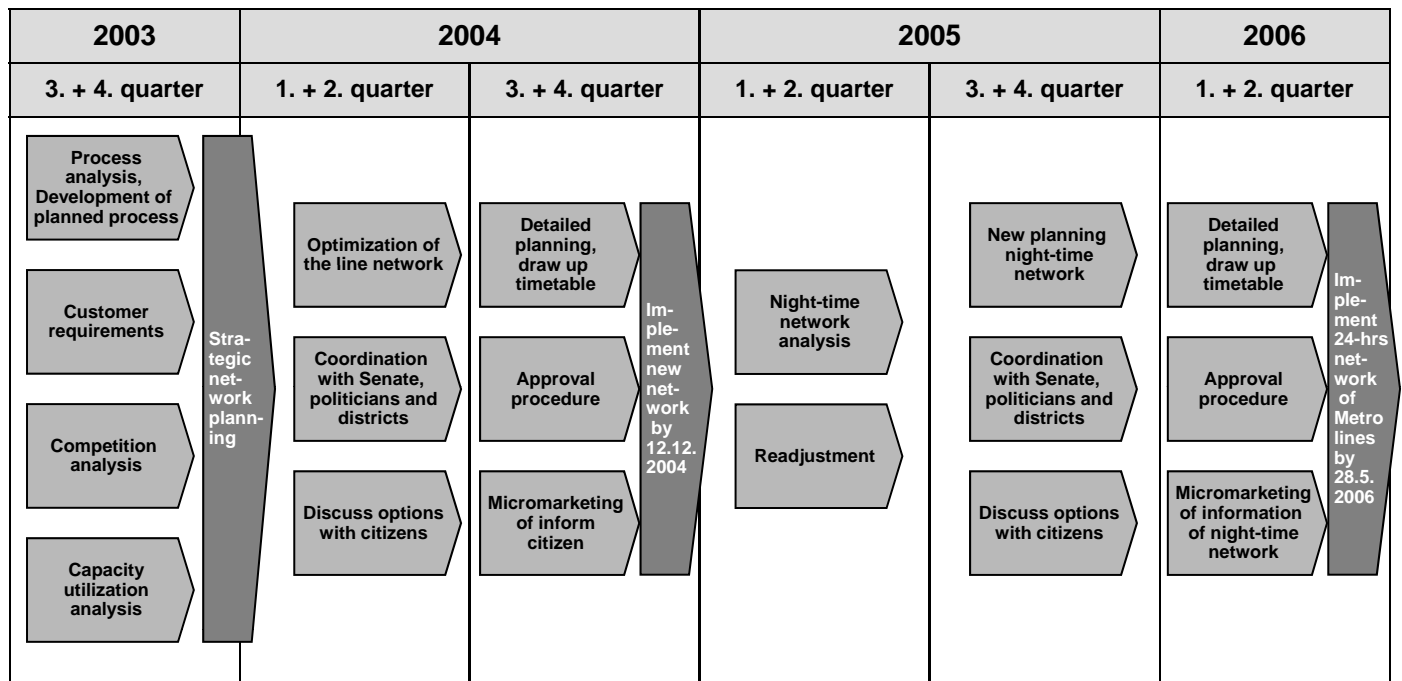 2003
2004
2005
2006
3. + 4. quarter
1. + 2. quarter
3. + 4. quarter
1. + 2. quarter
3. + 4. quarter
1. + 2. quarter
Process
analysis,
Development of
planned process
Customer
requirements
Competition
analysis
Capacity
utilization
analysis
Stra-
tegic
net-
work
plann-
ing
Optimization of
the line network
Coordination
with Senate,
politicians and
districts
Discuss options
with citizens
Detailed
planning,
draw up
timetable
Approval
procedure
Micromarketing
of inform
citizen
Im-
ple-
ment
new
net-
work
by
12.12.
2004
Night-time
network
analysis
Readjustment
New planning
night-time
network
Coordination
with Senate,
politicians and
districts
Discuss options
with citizens
Detailed
planning,
draw up
timetable
Approval
procedure
Micromarketing
of information
of night-time
network
Im-
ple-
ment
24-hrs
net-
work
of
Metro
lines
by
28.5.
2006